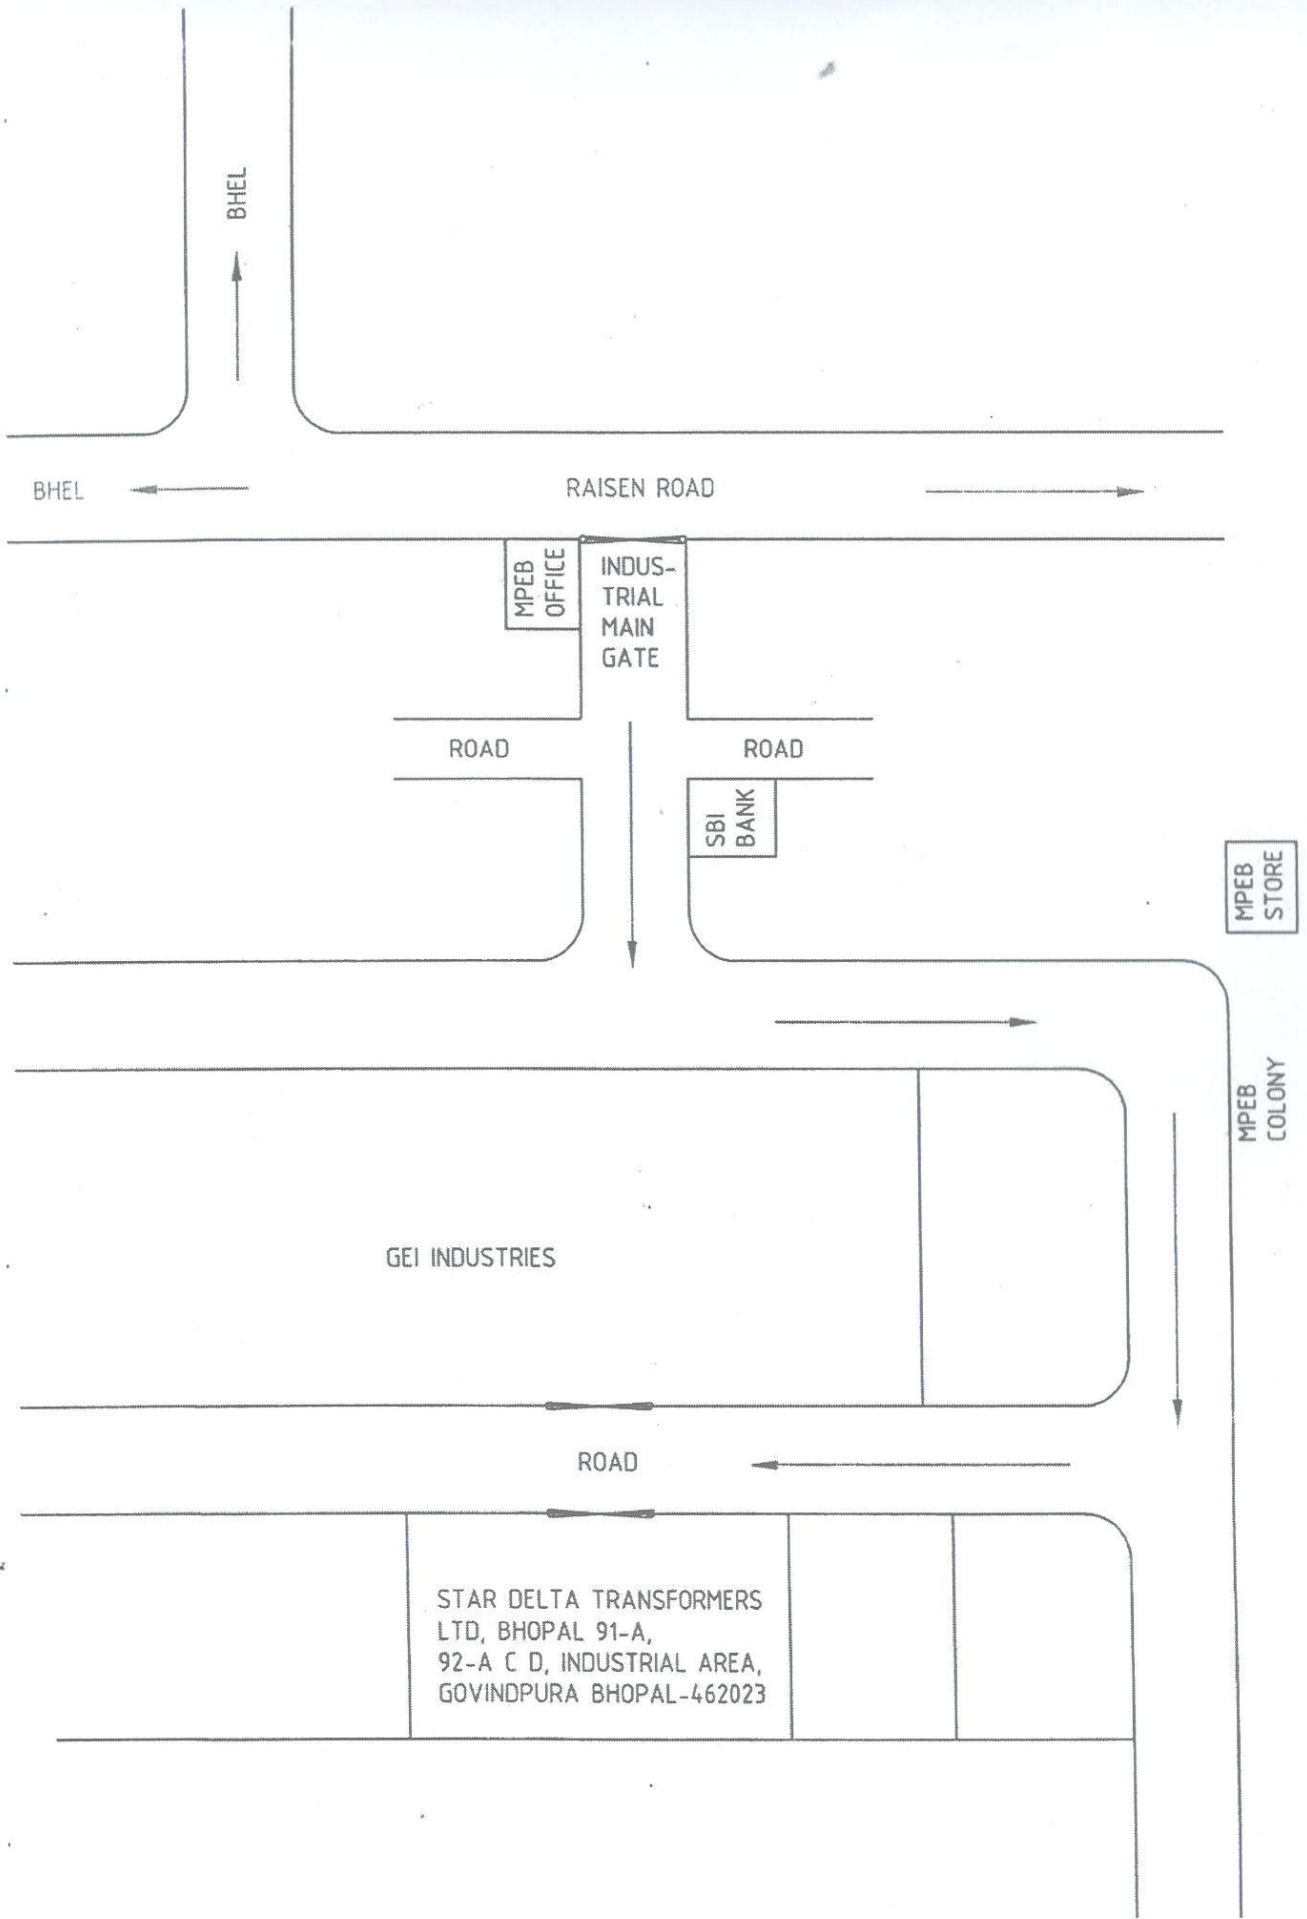 BHEL
BHEL
RAISEN ROAD
MPEB
OFFICE
INDUS-
TRIAL
MAIN
GATE
ROAD
ROAD
SBI
BANK
MPEB
STORE
MPEB
COLONY
GEI INDUSTRIES
ROAD
STAR DELTA TRANSFORMERS
LTD, BHOPAL 91-A,
92-A C D, INDUSTRIAL AREA,
GOVINDPURA BHOPAL-462023